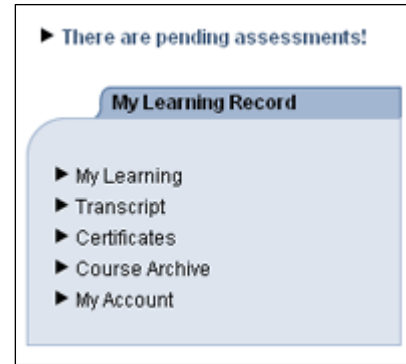 There are pending assessments!
My Learning Record
My Learning
Transcript
Certificates
Course Archive
My Account